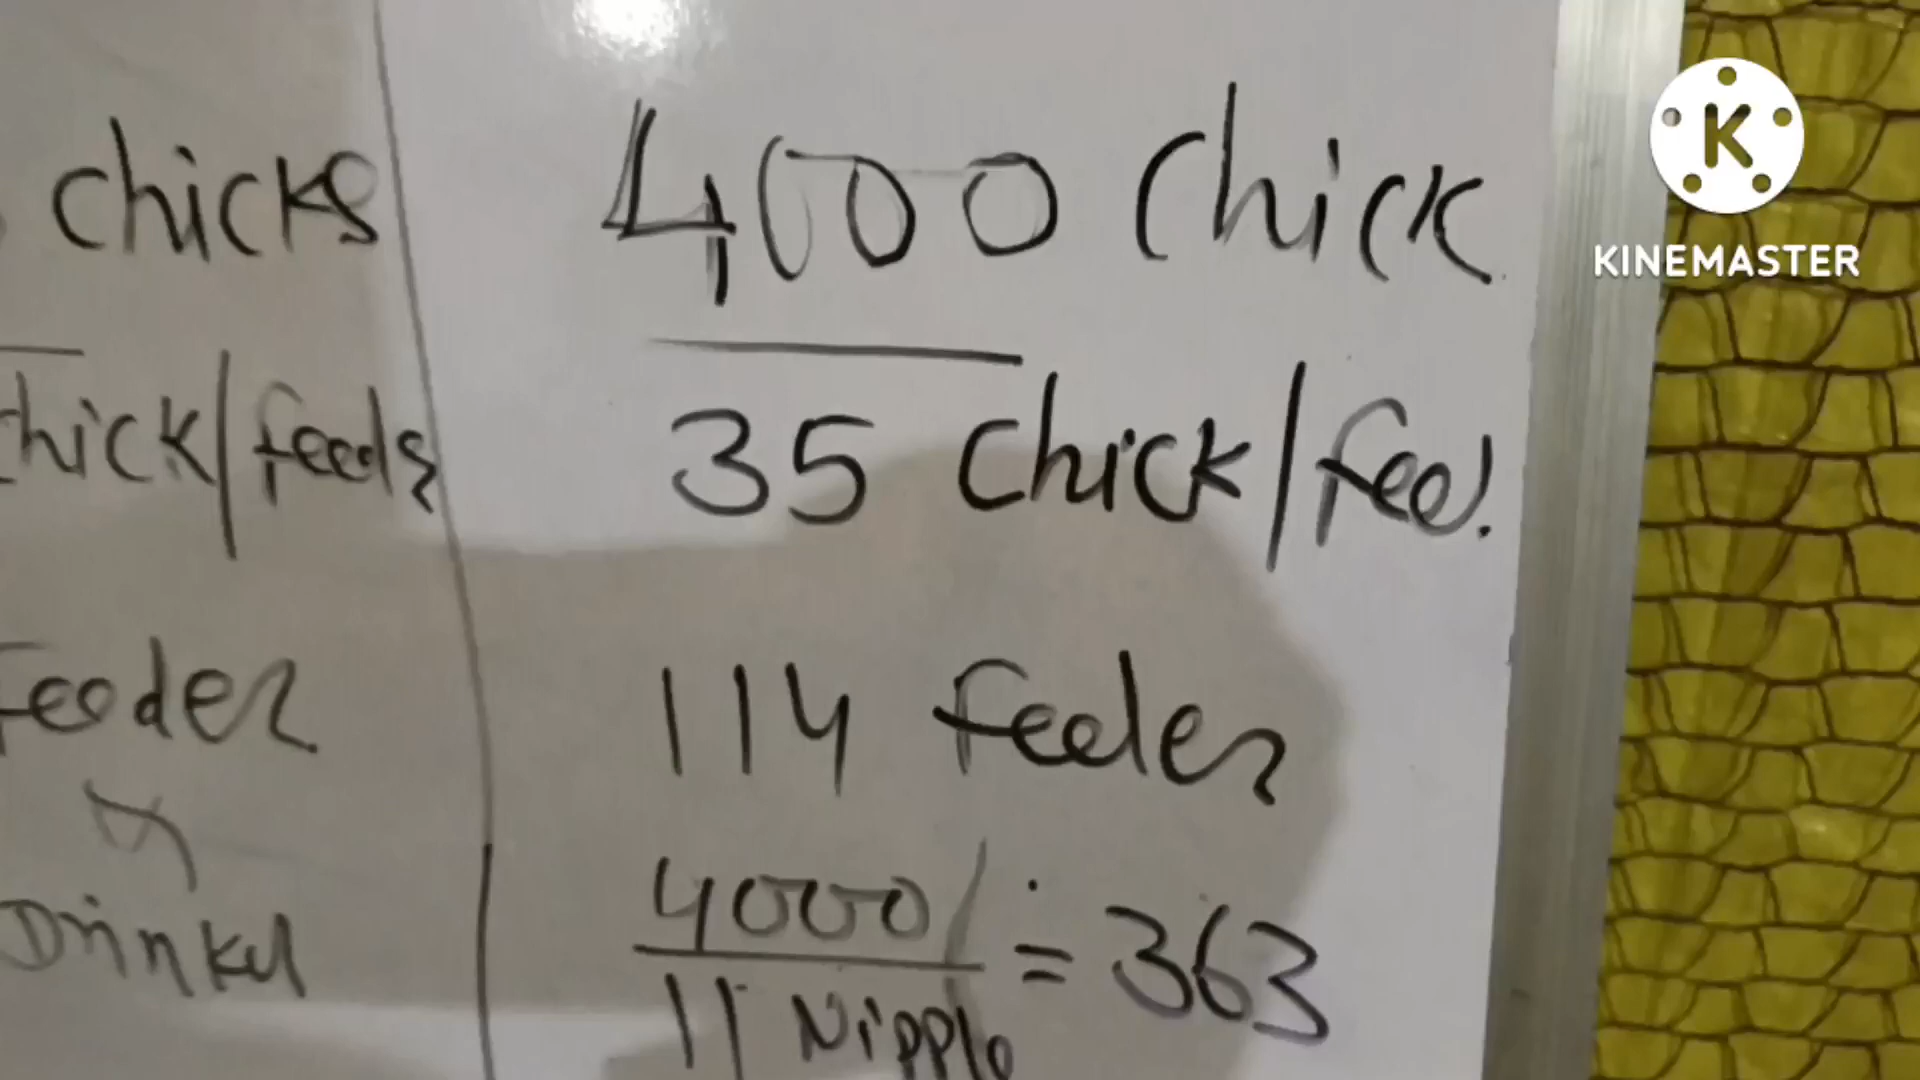 chicks
chick/feeds
Feeder
Drinker
4000 Chick
35 Chick/fee.
114 Feeder
4000/
11 Nipple = 363
K
KINEMASTER